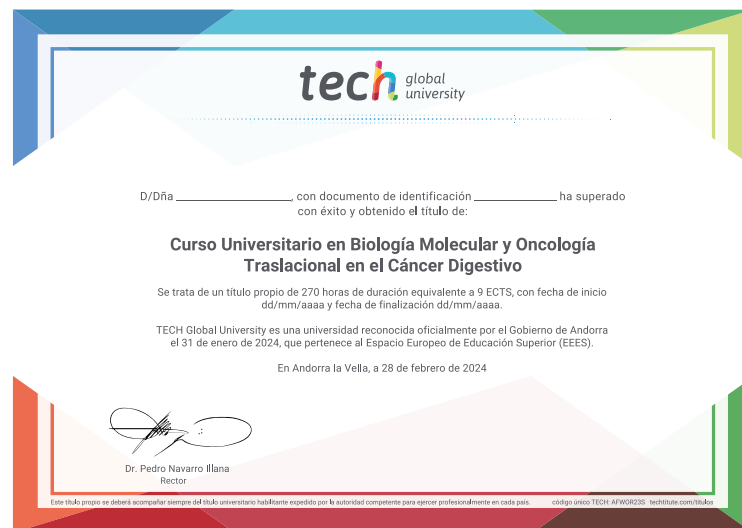 tech global university
D/Dña ______________, con documento de identificación ______________ ha superado
con éxito y obtenido el título de:
Curso Universitario en Biología Molecular y Oncología
Traslacional en el Cáncer Digestivo
Se trata de un título propio de 270 horas de duración equivalente a 9 ECTS, con fecha de inicio
dd/mm/aaaa y fecha de finalización dd/mm/aaaa.
TECH Global University es una universidad reconocida oficialmente por el Gobierno de Andorra
el 31 de enero de 2024, que pertenece al Espacio Europeo de Educación Superior (EEES).
En Andorra la Vella, a 28 de febrero de 2024
Dr. Pedro Navarro Illana
Rector
Este título propio se deberá acompañar siempre del título universitario habilitante expedido por la autoridad competente para ejercer profesionalmente en cada país. código único TECH: AFWOR23S techtitute.com/titulos